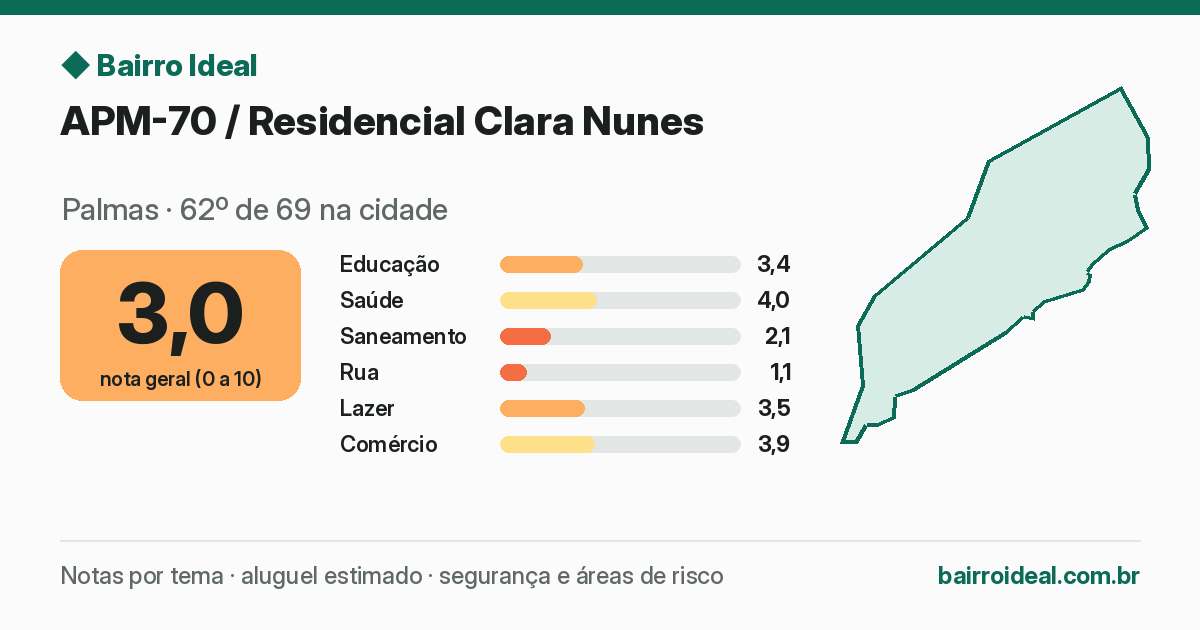 Bairro Ideal
APM-70 / Residencial Clara Nunes
Palmas · 62º de 69 na cidade
3,0
nota geral (0 a 10)
Educação 3,4
Saúde 4,0
Saneamento 2,1
Rua 1,1
Lazer 3,5
Comércio 3,9
Notas por tema · aluguel estimado · segurança e áreas de risco
bairroideal.com.br